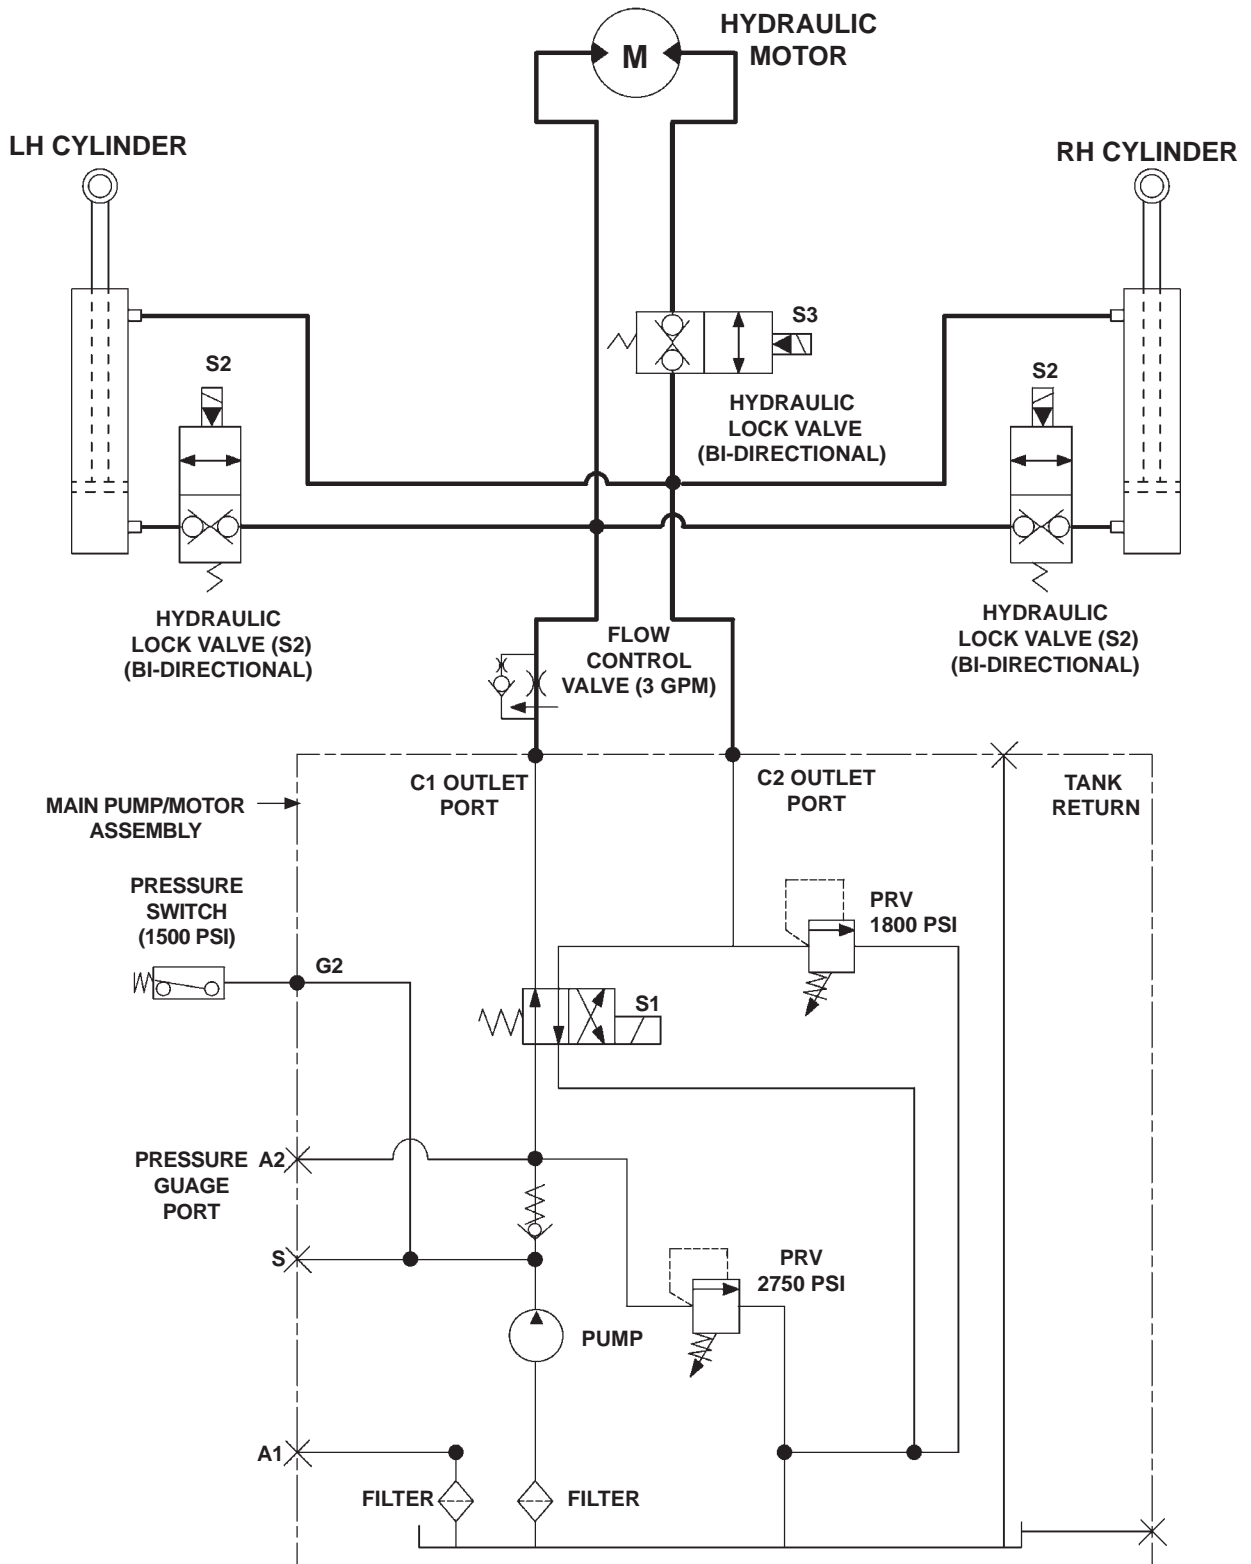 HYDRAULIC
MOTOR
M
LH CYLINDER
RH CYLINDER
S3
S2
S2
HYDRAULIC
LOCK VALVE
(BI-DIRECTIONAL)
HYDRAULIC
LOCK VALVE (S2)
(BI-DIRECTIONAL)
FLOW
CONTROL
VALVE (3 GPM)
HYDRAULIC
LOCK VALVE (S2)
(BI-DIRECTIONAL)
C1 OUTLET
PORT
C2 OUTLET
PORT
TANK
RETURN
MAIN PUMP/MOTOR
ASSEMBLY
PRESSURE
SWITCH
(1500 PSI)
PRV
1800 PSI
G2
S1
PRESSURE
GUAGE
PORT
A2
S
PRV
2750 PSI
PUMP
A1
FILTER
FILTER